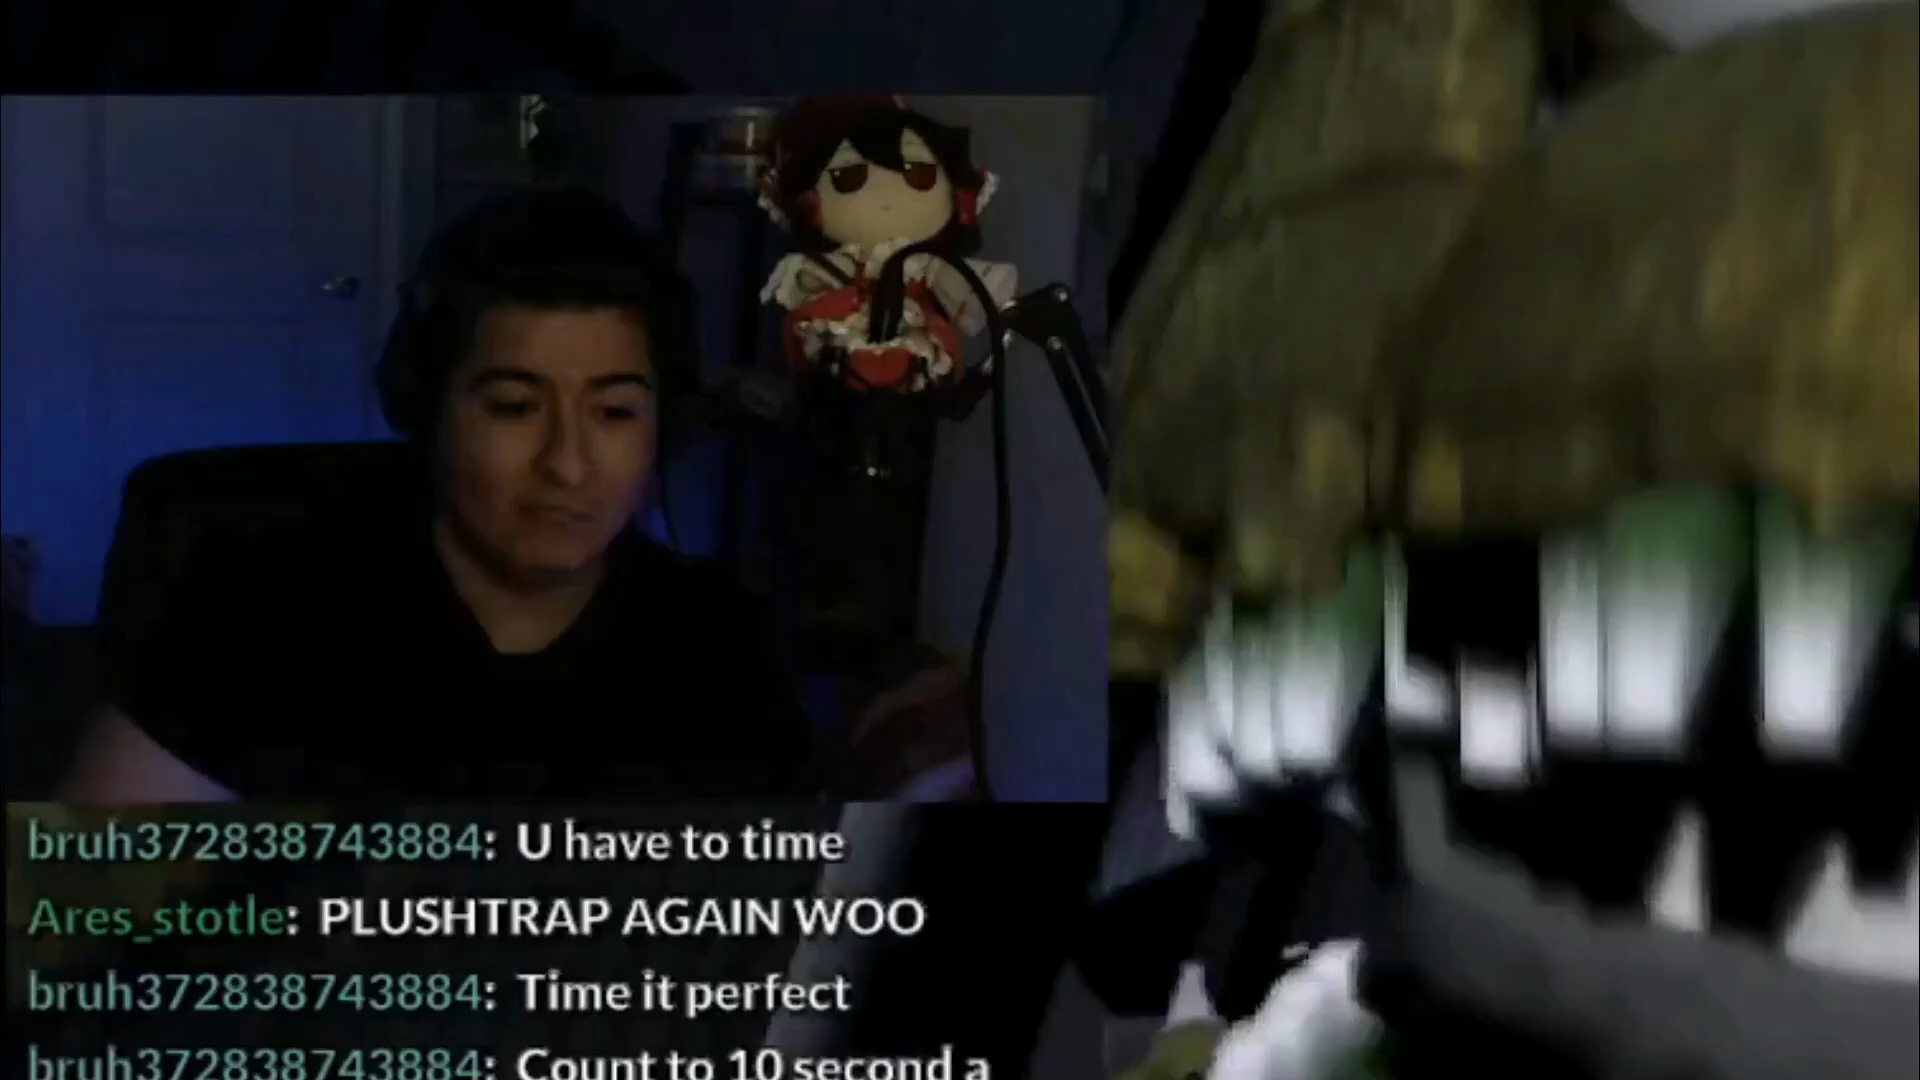 bruh372838743884: U have to time
Ares_stotle: PLUSHTRAP AGAIN WOO
bruh372838743884: Time it perfect
bruh372838743884: Count to 10 second a